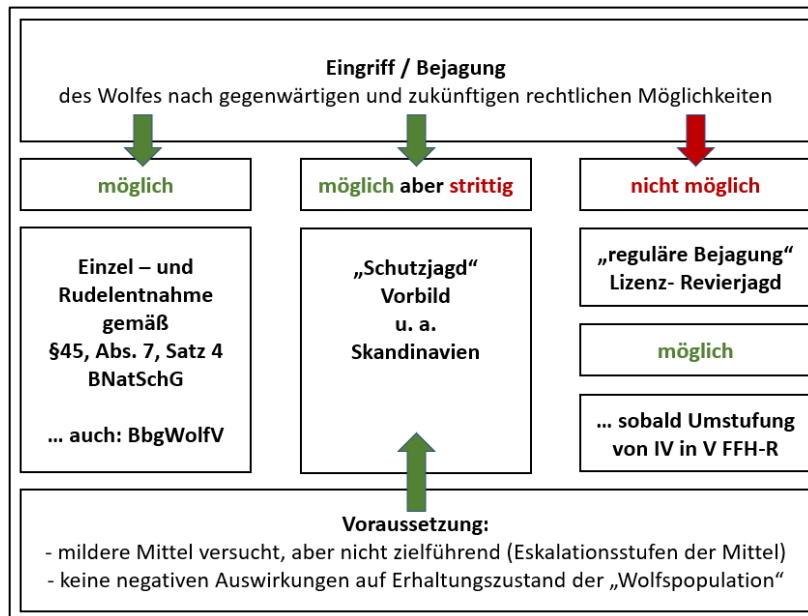 Eingriff / Bejagung
des Wolfes nach gegenwärtigen und zukünftigen rechtlichen Möglichkeiten
möglich
möglich aber strittig
nicht möglich
Einzel – und
Rudelentnahme
gemäß
§45, Abs. 7, Satz 4
BNatSchG
... auch: BbgWolfV
„Schutzjagd“
Vorbild
u. a.
Skandinavien
„reguläre Bejagung“
Lizenz- Revierjagd
möglich
... sobald Umstufung
von IV in V FFH-R
Voraussetzung:
- mildere Mittel versucht, aber nicht zielführend (Eskalationsstufen der Mittel)
- keine negativen Auswirkungen auf Erhaltungszustand der „Wolfspopulation“